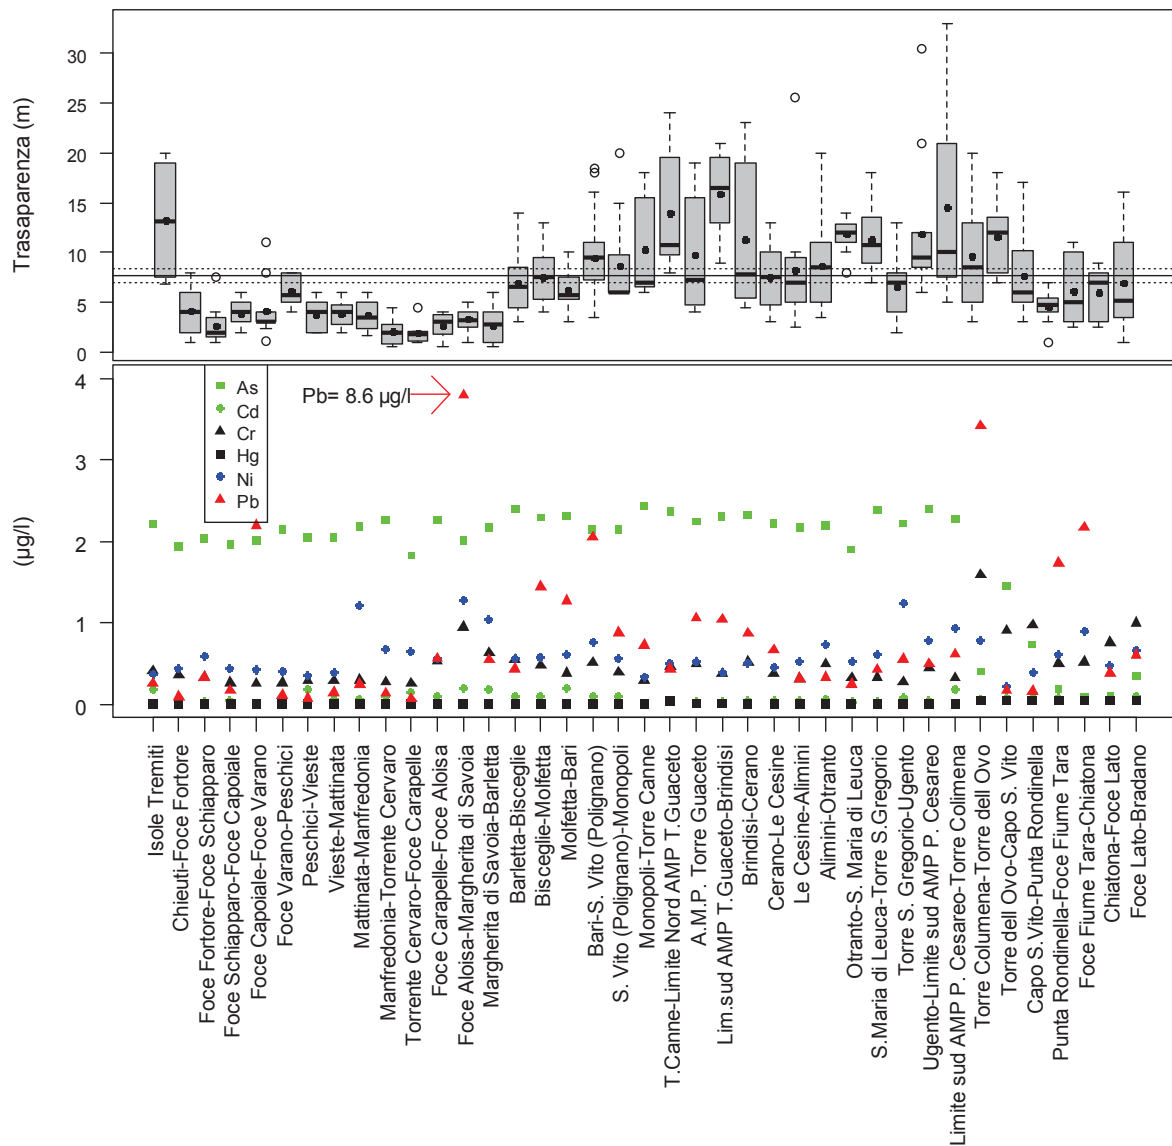 Trasaparenza (m)
30
25
20
15
10
5
0
(µg/l)
4
3
2
1
0
As
Cd
Cr
Hg
Ni
Pb
Pb= 8.6 µg/l
Isole Tremiti
Chieuti-Foce Fortore
Foce Fortore-Foce Schiapparo
Foce Schiapparo-Foce Capoiale
Foce Capoiale-Foce Varano
Foce Varano-Peschici
Peschici-Vieste
Vieste-Mattinata
Mattinata-Manfredonia
Manfredonia-Torrente Cervaro
Torrente Cervaro-Foce Carapelle
Foce Carapelle-Foce Aloisa
Foce Aloisa-Margherita di Savoia
Margherita di Savoia-Barletta
Barletta-Bisceglie
Bisceglie-Molfetta
Molfetta-Bari
Bari-S. Vito (Polignano)
S. Vito (Polignano)-Monopoli
Monopoli-Torre Canne
T.Canne-Limite Nord AMP T.Guaceto
A.M.P. Torre Guaceto
Lim.sud AMP T.Guaceto-Brindisi
Brindisi-Cerano
Cerano-Le Cesine
Le Cesine-Alimini
Alimini-Otranto
Otranto-S. Maria di Leuca
S.Maria di Leuca-Torre S.Gregorio
Torre S. Gregorio-Ugento
Ugento-Limite sud AMP P. Cesareo
Limite sud AMP P. Cesareo-Torre Colimena
Torre Columena-Torre dell Ovo
Torre dell Ovo-Capo S. Vito
Capo S.Vito-Punta Rondinella
Punta Rondinella-Foce Fiume Tara
Foce Fiume Tara-Chiatona
Chiatona-Foce Lato
Foce Lato-Bradano